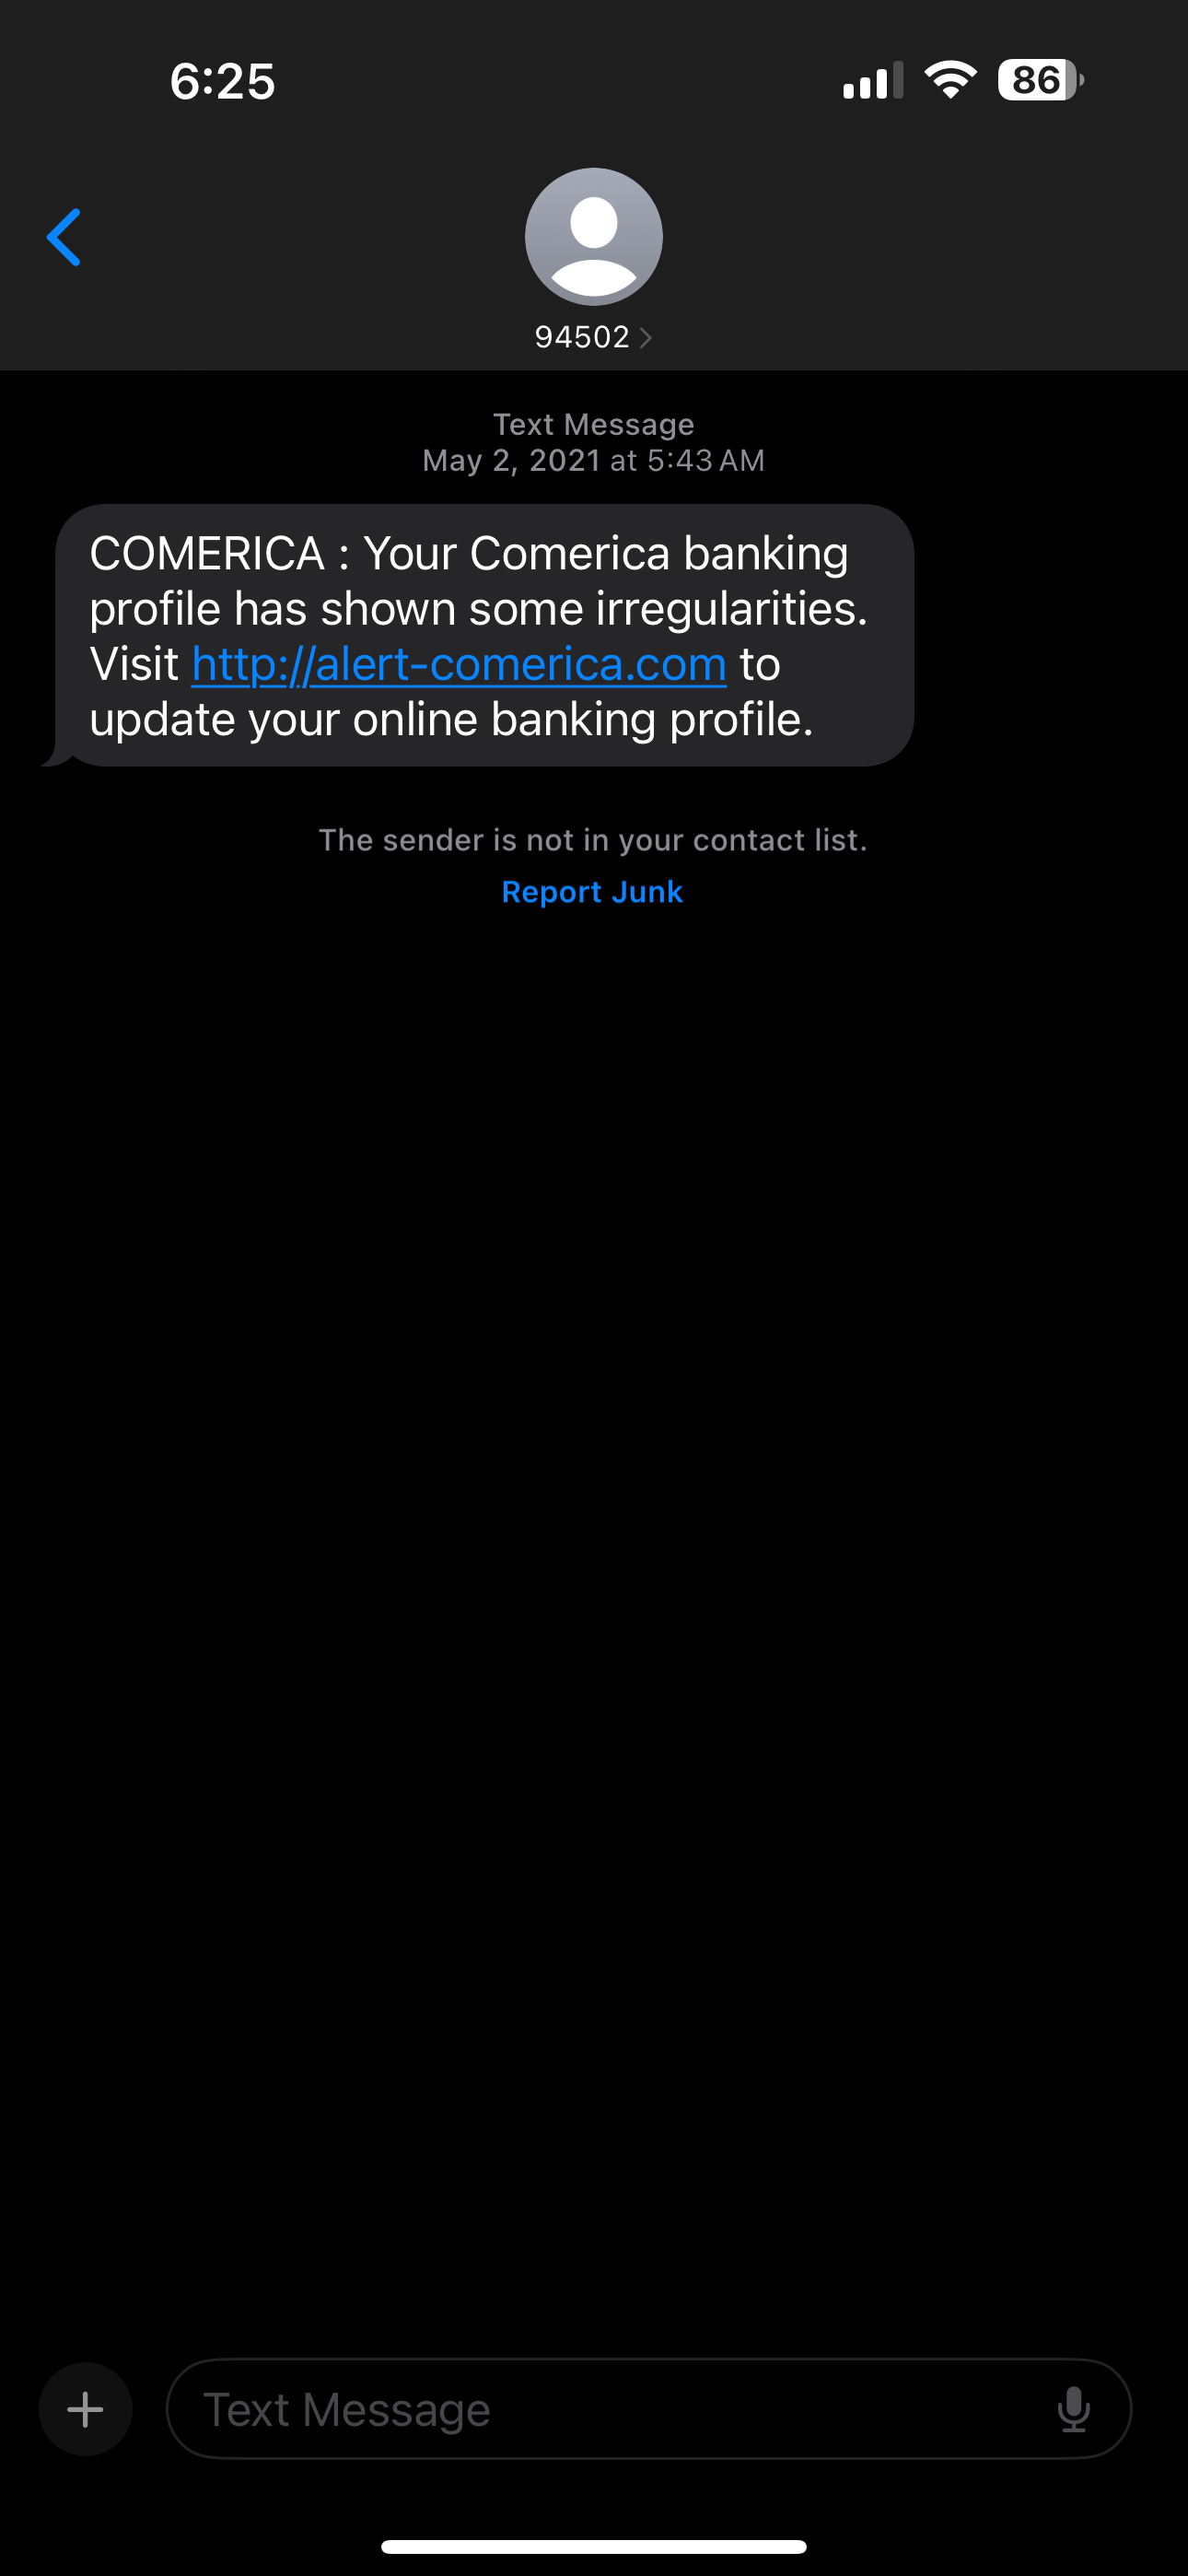 6:25
86
94502
Text Message
May 2, 2021 at 5:43 AM
COMERICA : Your Comerica banking
profile has shown some irregularities.
Visit http://alert-comerica.com to
update your online banking profile.
The sender is not in your contact list.
Report Junk
Text Message